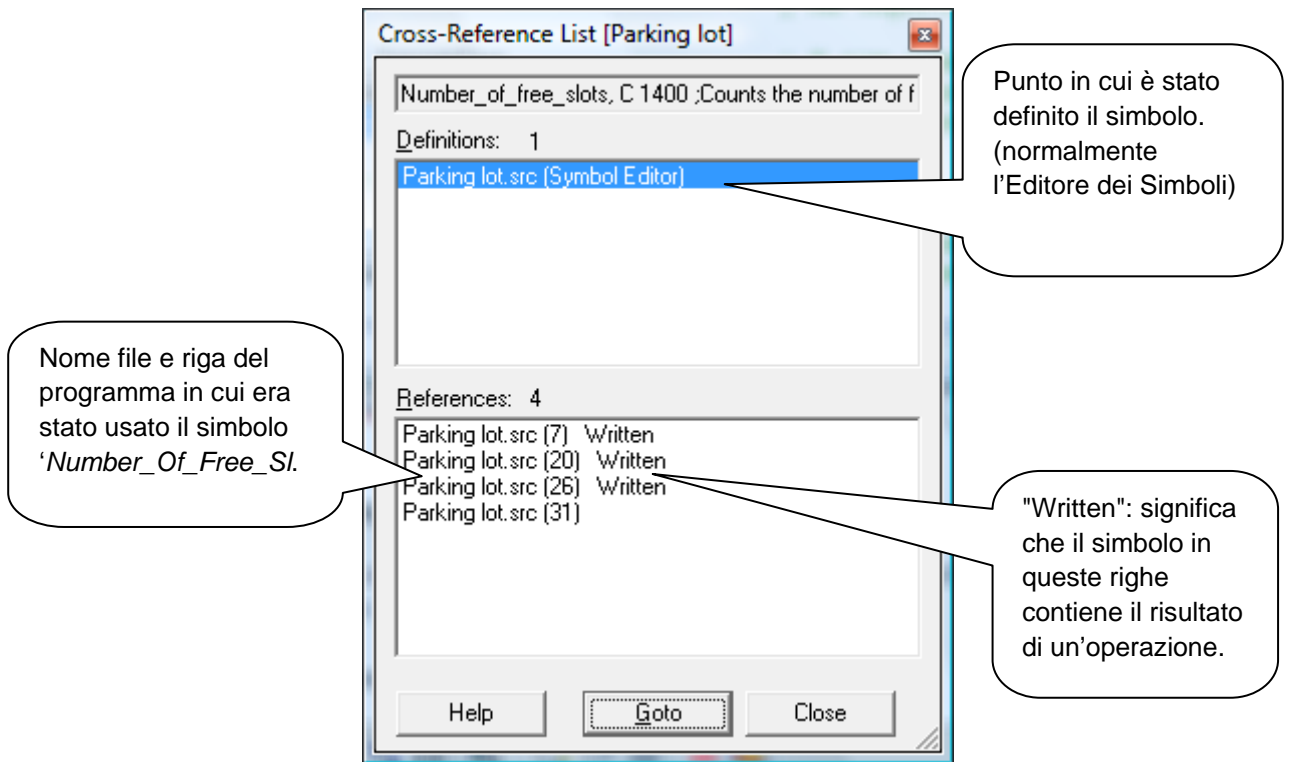 Cross-Reference List [Parking lot]
Number_of_free_slots, C 1400 ;Counts the number of f
Definitions: 1
Parking lot.src (Symbol Editor)
References: 4
Parking lot.src (7) Written
Parking lot.src (20) Written
Parking lot.src (26) Written
Parking lot.src (31)
Help
Goto
Close
Punto in cui è stato
definito il simbolo.
(normalmente
l’Editore dei Simboli)
Nome file e riga del
programma in cui era
stato usato il simbolo
‘Number_Of_Free_Sl.
"Written": significa
che il simbolo in
queste righe
contiene il risultato
di un’operazione.